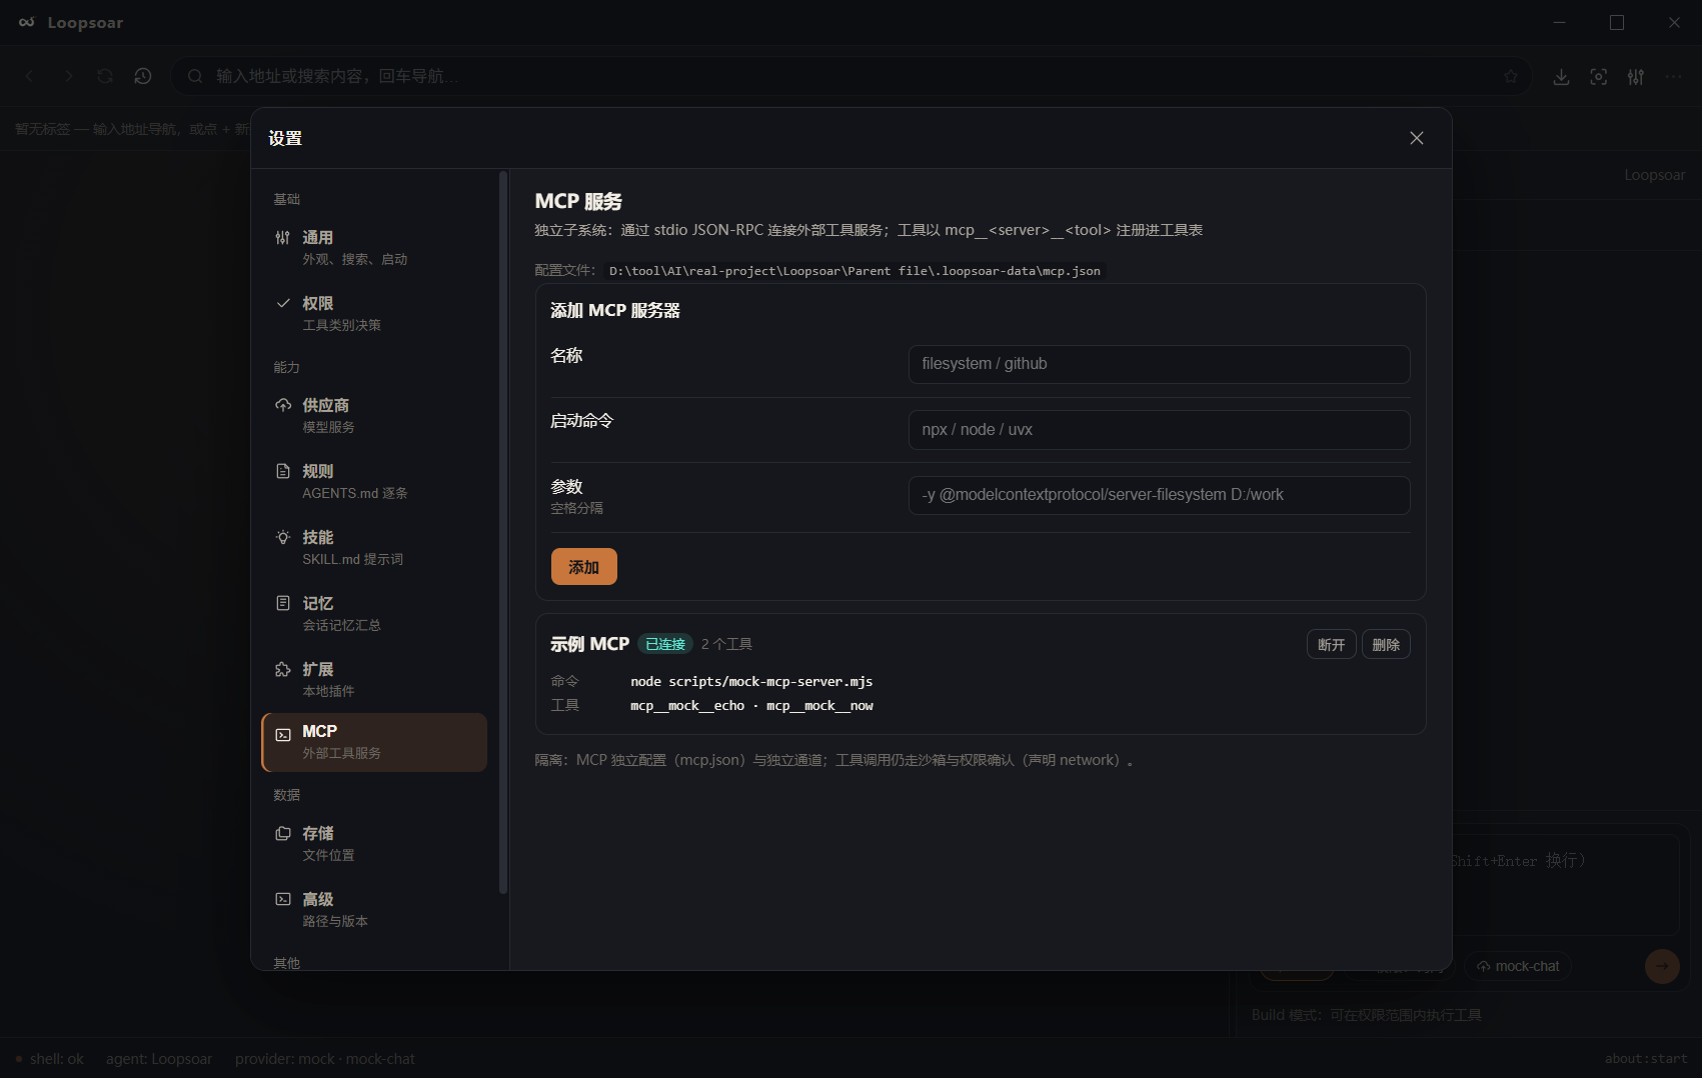 Loopsoar
输入地址或搜索内容，回车导航...
暂无标签 — 输入地址导航，或点 + 新
Loopsoar
设置
基础
通用
外观、搜索、启动
权限
工具类别决策
能力
供应商
模型服务
规则
AGENTS.md 逐条
技能
SKILL.md 提示词
记忆
会话记忆汇总
扩展
本地插件
MCP
外部工具服务
数据
存储
文件位置
高级
路径与版本
其他
MCP 服务
独立子系统：通过 stdio JSON-RPC 连接外部工具服务；工具以 mcp__<server>__<tool> 注册进工具表
配置文件： D:\tool\AI\real-project\Loopsoar\Parent file\.loopsoar-data\mcp.json
添加 MCP 服务器
名称
filesystem / github
启动命令
npx / node / uvx
参数
空格分隔
-y @modelcontextprotocol/server-filesystem D:/work
添加
示例 MCP 已连接 2 个工具
断开 删除
命令 node scripts/mock-mcp-server.mjs
工具 mcp__mock__echo · mcp__mock__now
隔离：MCP 独立配置（mcp.json）与独立通道；工具调用仍走沙箱与权限确认（声明 network）。
Shift+Enter 换行）
mock-chat
Build 模式：可在权限范围内执行工具
shell: ok agent: Loopsoar provider: mock · mock-chat
about:start